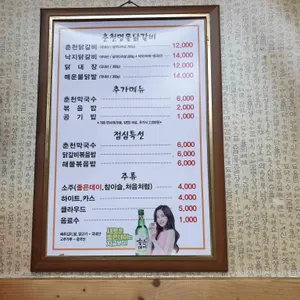 춘천명물닭갈비
춘천닭갈비 12,000
낙지닭갈비 14,000
닭내장 12,000
해물닭갈비 14,000
추가메뉴
춘천막국수 6,000
볶음밥 2,000
공기밥 1,000
점심특선
춘천막국수 6,000
닭갈비볶음밥 6,000
해물볶음밥 6,000
주류
소주(좋은데이,참이슬,처음처럼) 4,000
하이트,카스 4,000
클라우드 5,000
음료수 1,000